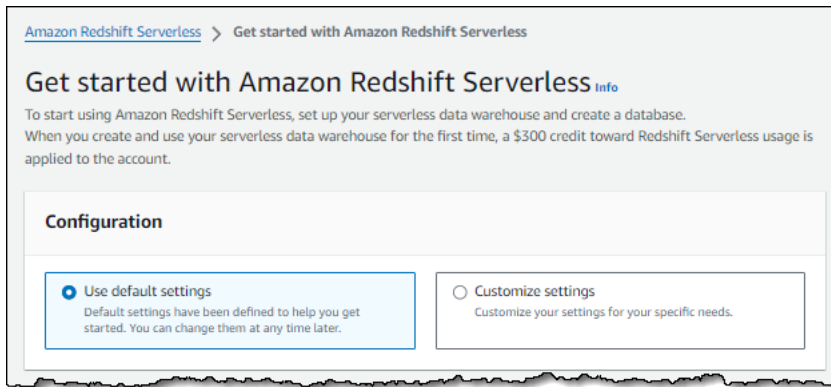 Amazon Redshift Serverless > Get started with Amazon Redshift Serverless
Get started with Amazon Redshift Serverless Info
To start using Amazon Redshift Serverless, set up your serverless data warehouse and create a database.
When you create and use your serverless data warehouse for the first time, a $300 credit toward Redshift Serverless usage is
applied to the account.
Configuration
Use default settings
Default settings have been defined to help you get
started. You can change them at any time later.
Customize settings
Customize your settings for your specific needs.